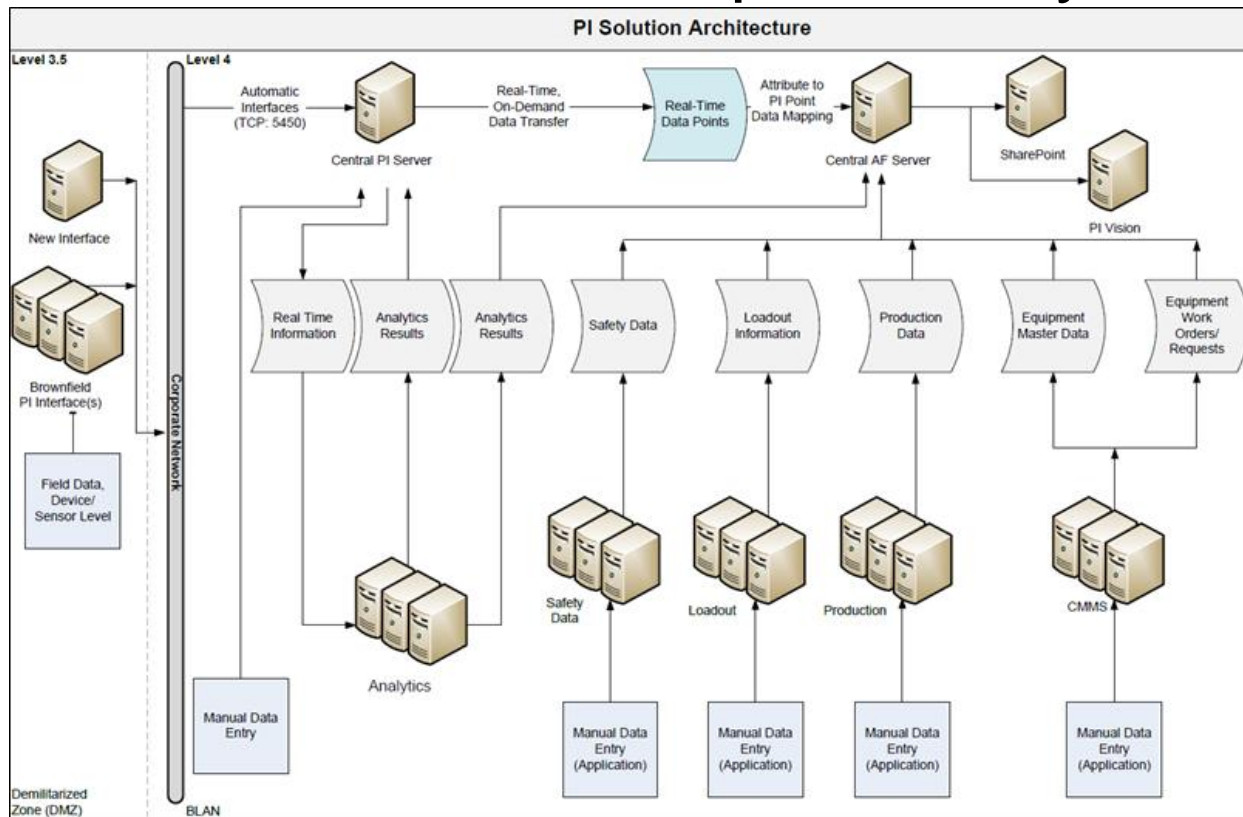 PI Solution Architecture
Level 3.5
Level 4
Automatic
Interfaces
(TCP: 5450)
Central PI Server
Real-Time,
On-Demand
Data Transfer
Real-Time
Data Points
Attribute to
PI Point
Data Mapping
Central AF Server
SharePoint
PI Vision
New Interface
Brownfield
PI Interface(s)
Field Data,
Device/
Sensor Level
Corporate Network
Real Time
Information
Analytics
Results
Analytics
Results
Safety Data
Loadout
Information
Production
Data
Equipment
Master Data
Equipment
Work
Orders/
Requests
Analytics
Safety
Data
Loadout
Production
CMMS
Manual Data
Entry
Manual Data
Entry
(Application)
Manual Data
Entry
(Application)
Manual Data
Entry
(Application)
Manual Data
Entry
(Application)
Demilitarized
Zone (DMZ)
BLAN